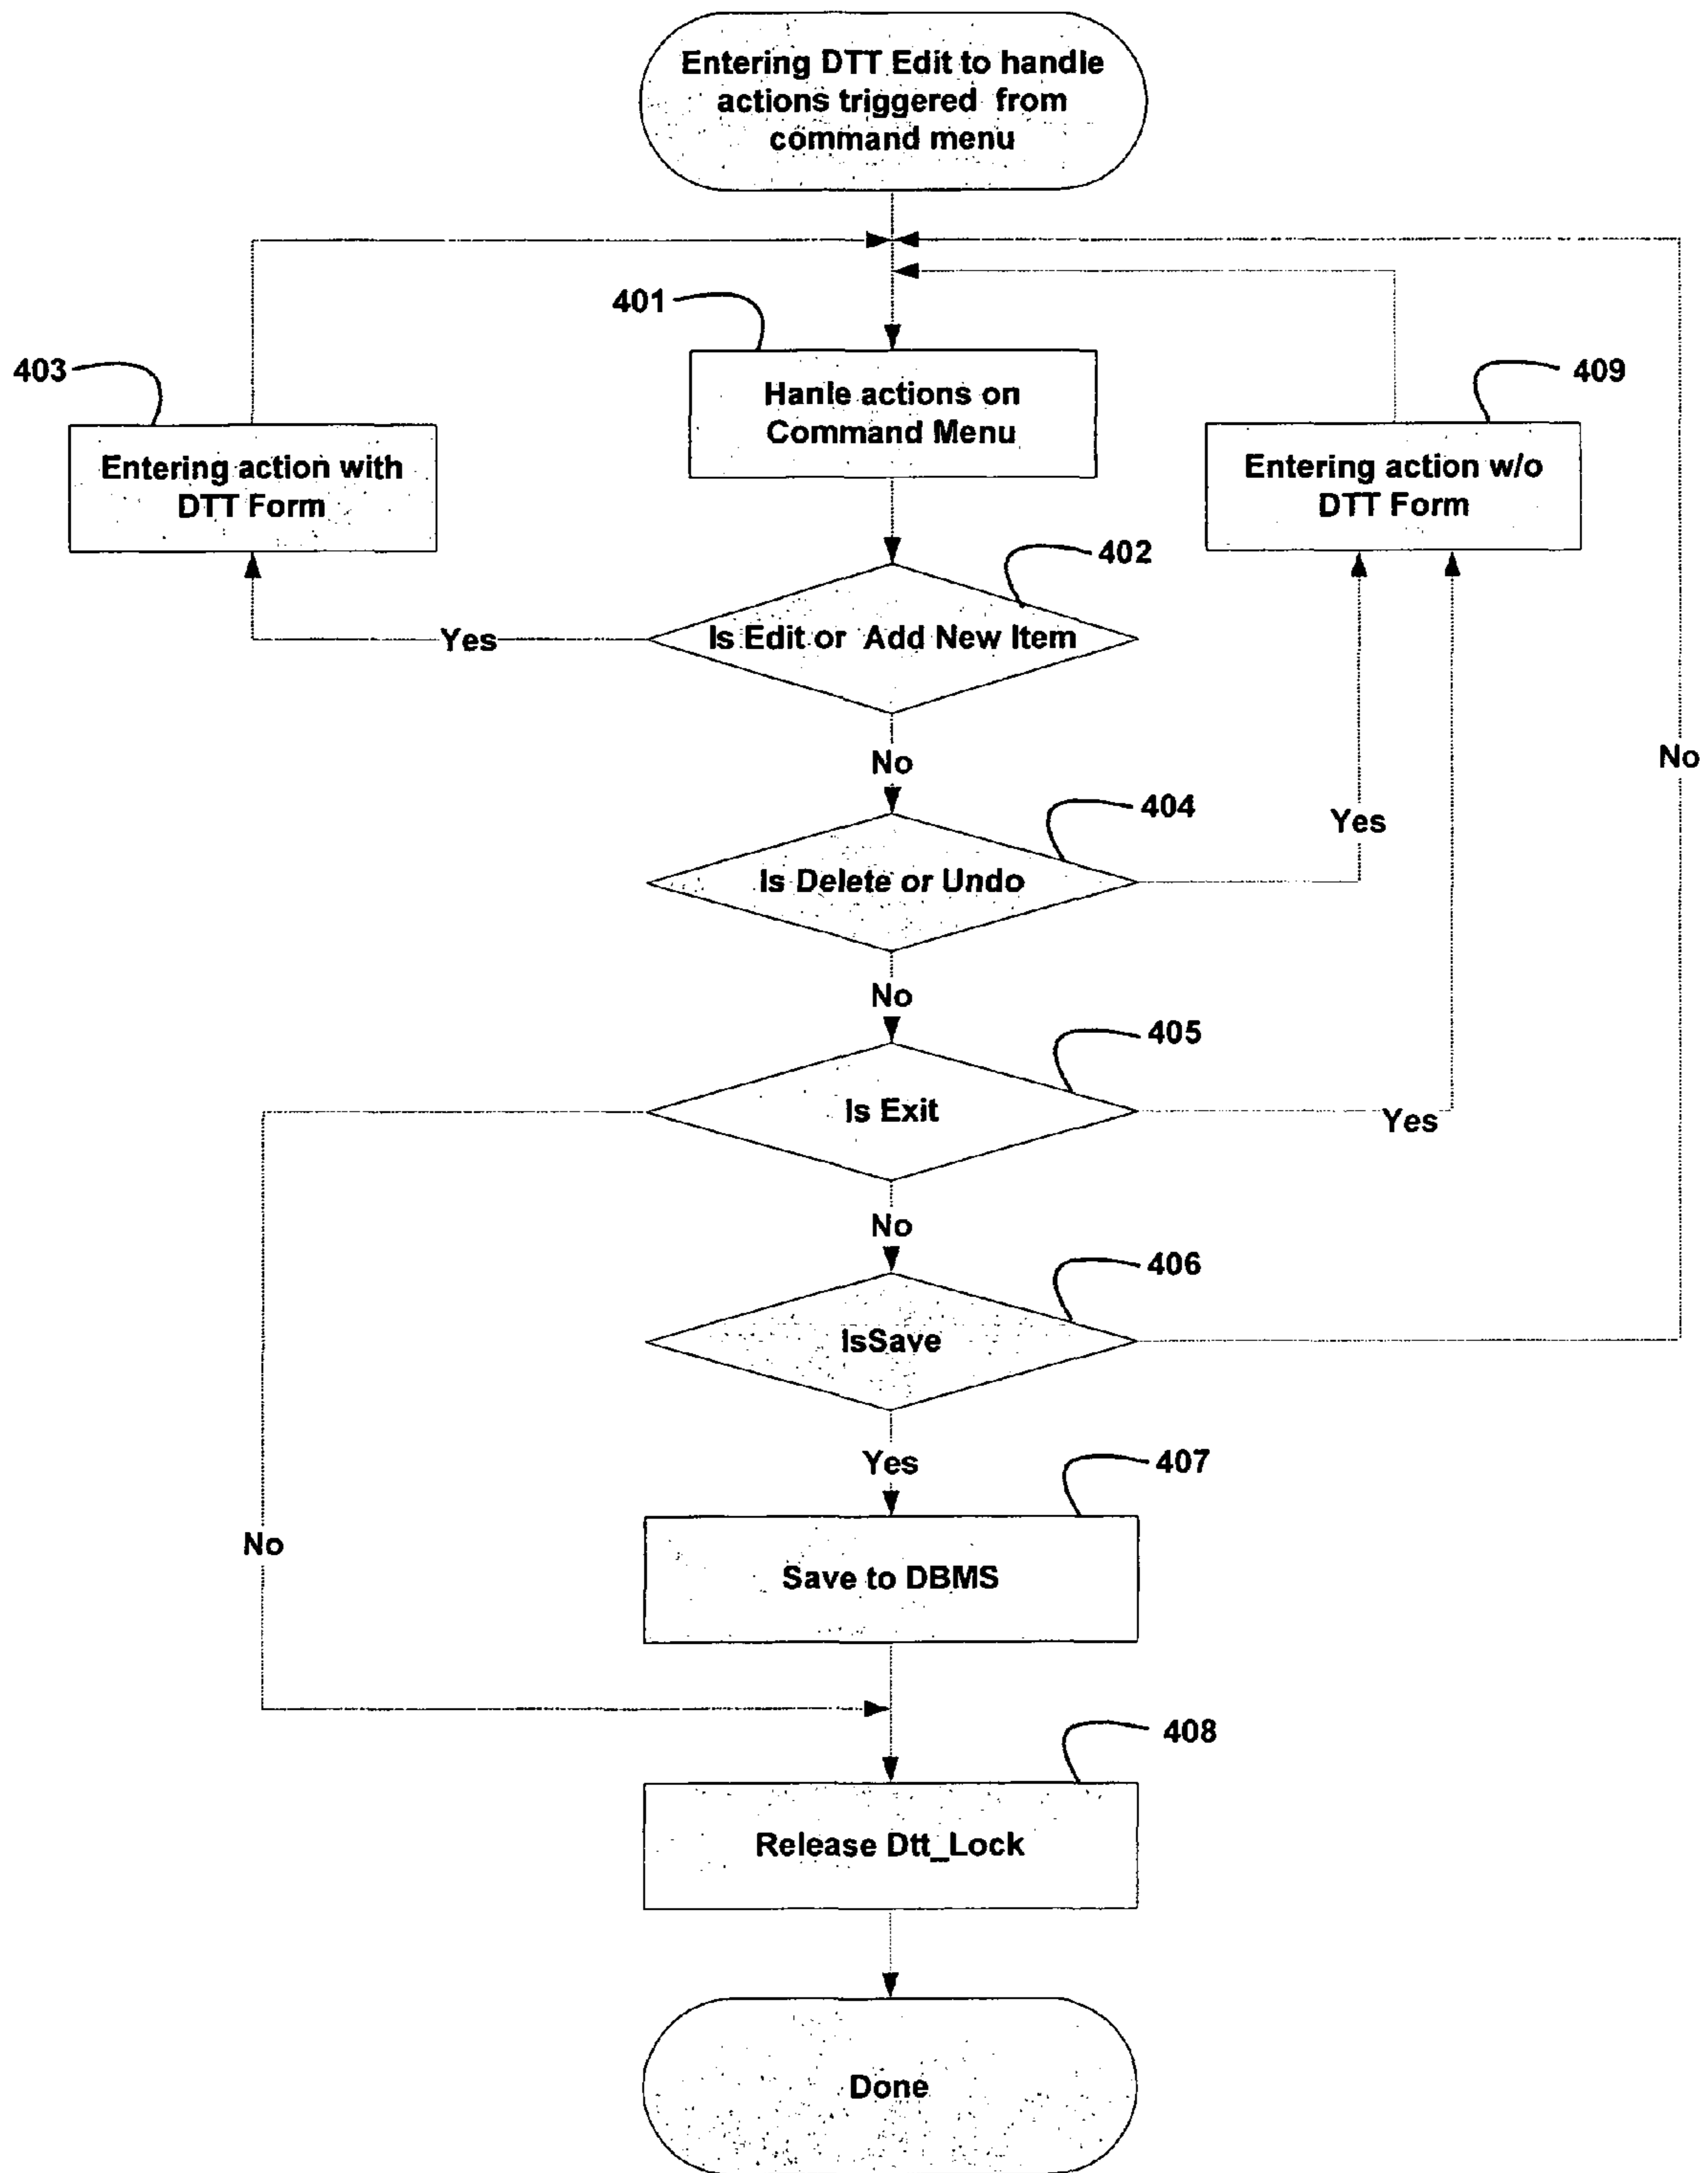 Entering DTT Edit to handle
actions triggered from
command menu
401
403
409
Hanle actions on
Command Menu
Entering action with
DTT Form
Entering action w/o
DTT Form
402
Is Edit or Add New Item
Yes
No
No
404
Yes
Is Delete or Undo
No
405
Is Exit
Yes
No
406
IsSave
Yes
407
No
Save to DBMS
408
Release Dtt_Lock
Done